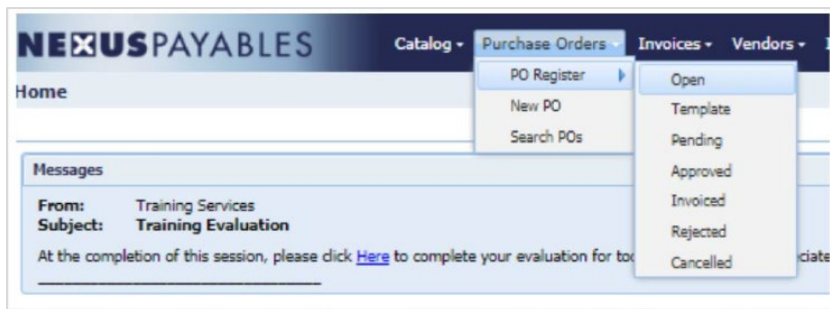 NEXUSPAYABLES
Catalog Purchase Orders Invoices Vendors
Home
PO Register
New PO
Search POs
Open
Template
Pending
Approved
Invoiced
Rejected
Cancelled
Messages
From: Training Services
Subject: Training Evaluation
At the completion of this session, please click Here to complete your evaluation for